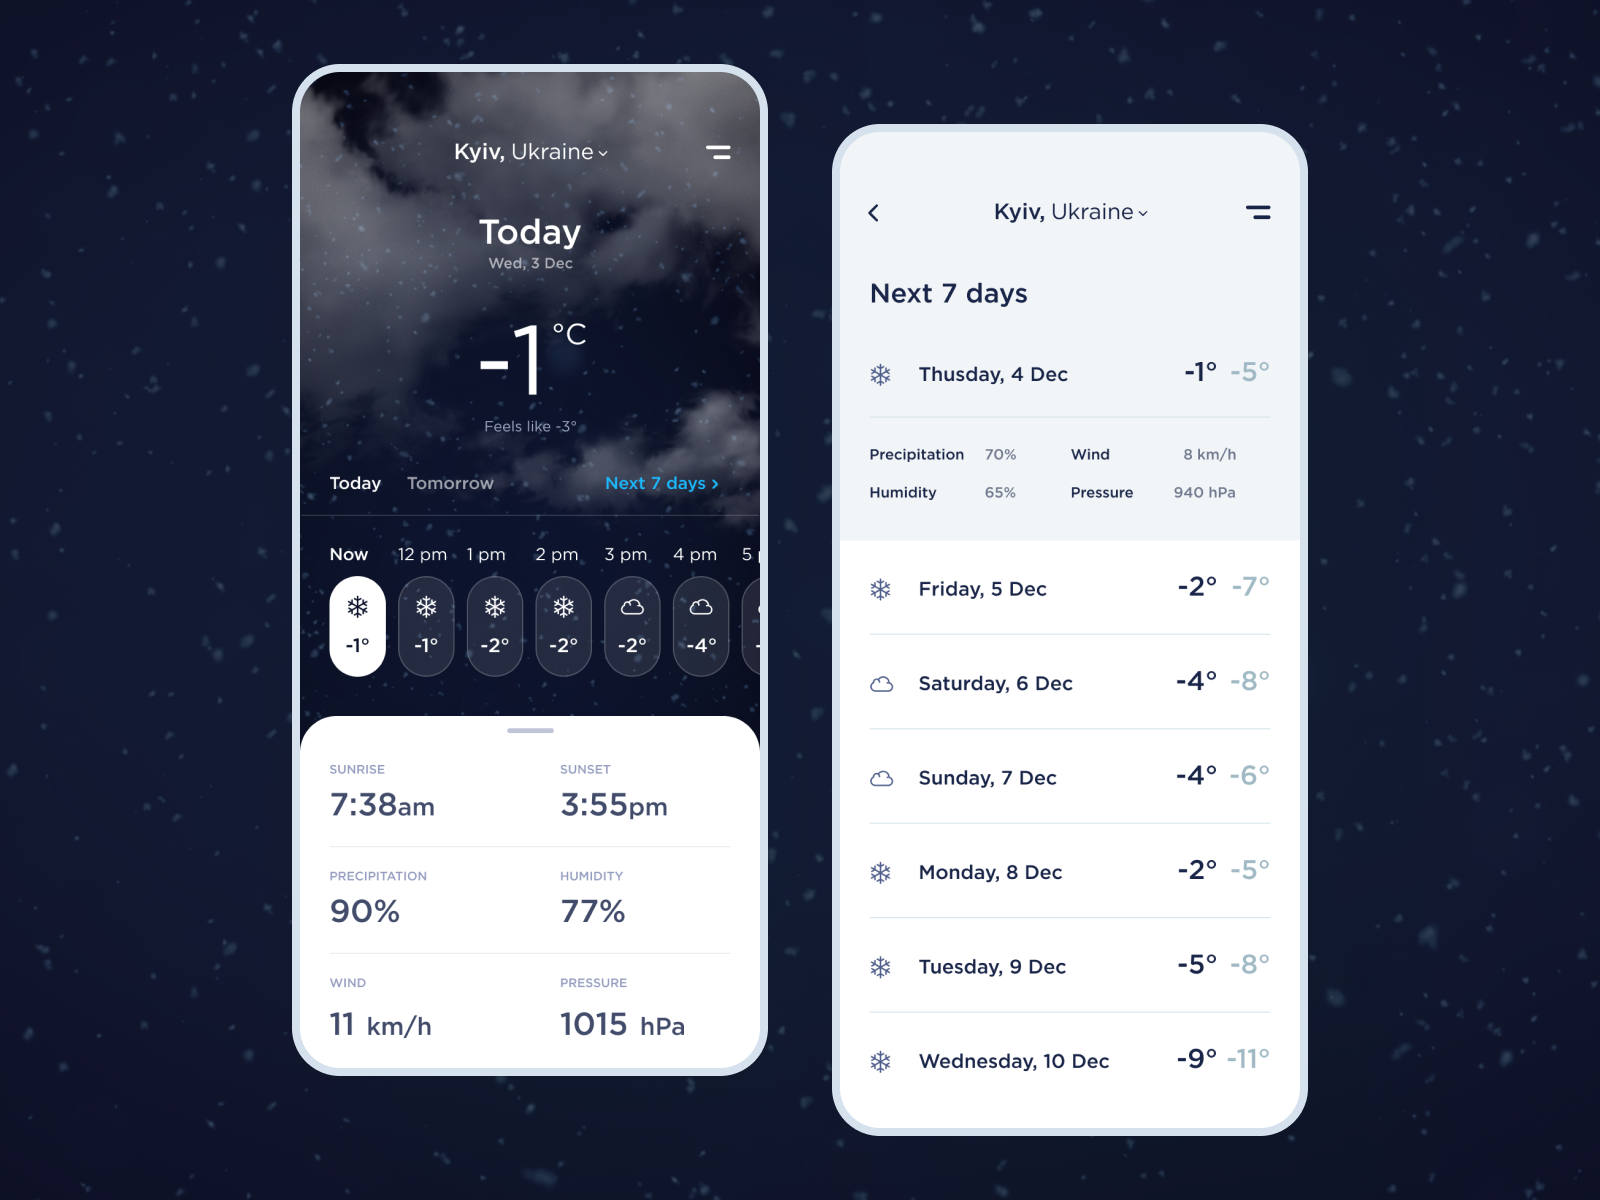 Kyiv, Ukraine
Today
Wed, 3 Dec
-1 °C
Feels like -3°
Today Tomorrow Next 7 days >
Now 12 pm 1 pm 2 pm 3 pm 4 pm 5
-1° -1° -2° -2° -2° -4°
SUNRISE SUNSET
7:38am 3:55pm
PRECIPITATION HUMIDITY
90% 77%
WIND PRESSURE
11 km/h 1015 hPa
Kyiv, Ukraine
Next 7 days
Thusday, 4 Dec -1° -5°
Precipitation 70% Wind 8 km/h
Humidity 65% Pressure 940 hPa
Friday, 5 Dec -2° -7°
Saturday, 6 Dec -4° -8°
Sunday, 7 Dec -4° -6°
Monday, 8 Dec -2° -5°
Tuesday, 9 Dec -5° -8°
Wednesday, 10 Dec -9° -11°